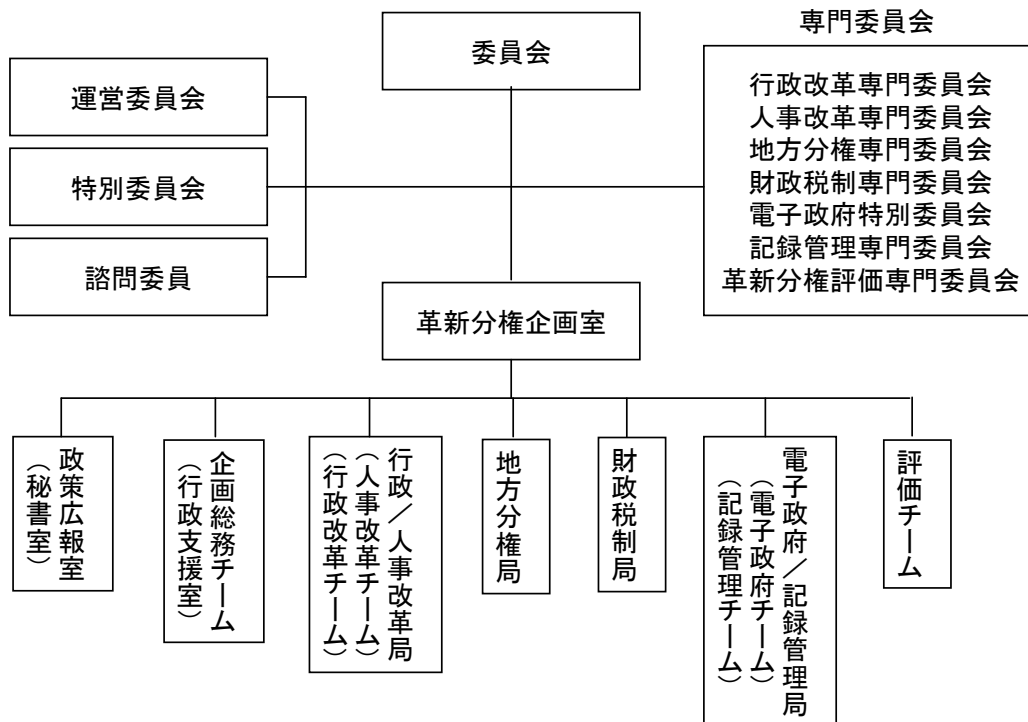 委員会
専門委員会
運営委員会
特別委員会
諮問委員
行政改革専門委員会
人事改革専門委員会
地方分権専門委員会
財政税制専門委員会
電子政府特別委員会
記録管理専門委員会
革新分権評価専門委員会
革新分権企画室
政策広報室
（秘書室）
企画総務チーム
（行政支援室）
行政／人事改革局
（人事改革チーム）
（行政改革チーム）
地方分権局
財政税制局
電子政府／記録管理局
（電子政府チーム）
（記録管理チーム）
評価チーム